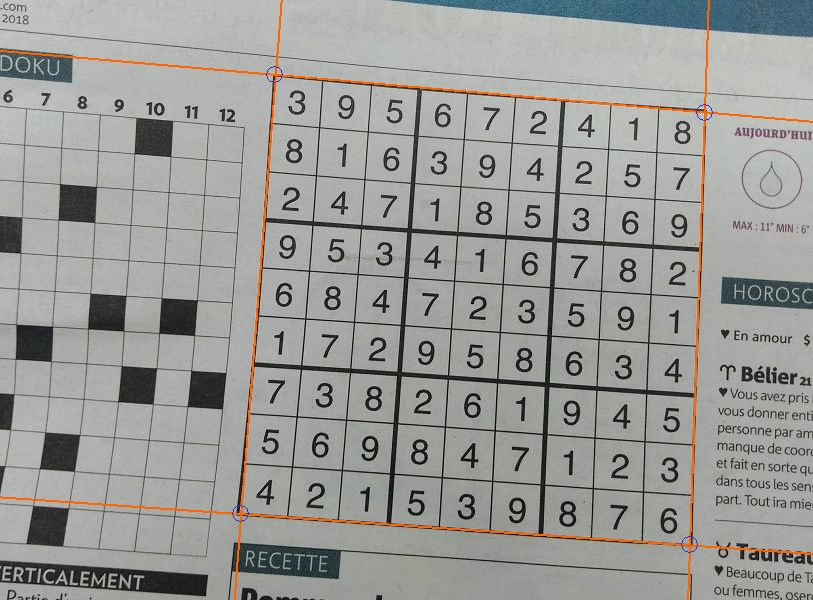 .com
2018
DOKU
6 7 8 9 10 11 12
3 9 5 6 7 2 4 1 8
8 1 6 3 9 4 2 5 7
2 4 7 1 8 5 3 6 9
9 5 3 4 1 6 7 8 2
6 8 4 7 2 3 5 9 1
1 7 2 9 5 8 6 3 4
7 3 8 2 6 1 9 4 5
5 6 9 8 4 7 1 2 3
4 2 1 5 3 9 8 7 6
AUJOURD'HUI
MAX : 11° MIN : 6°
HOROSC
♥ En amour $
♈ Bélier 21
♥ Vous avez pris
vous donner enti
personne par am
manque de coor
et fait en sorte qu
dans tous les sens
part. Tout ira mie
♉ Taureau
♥ Beaucoup de Ta
ou femmes, oser
ERTICALEMENT
RECETTE